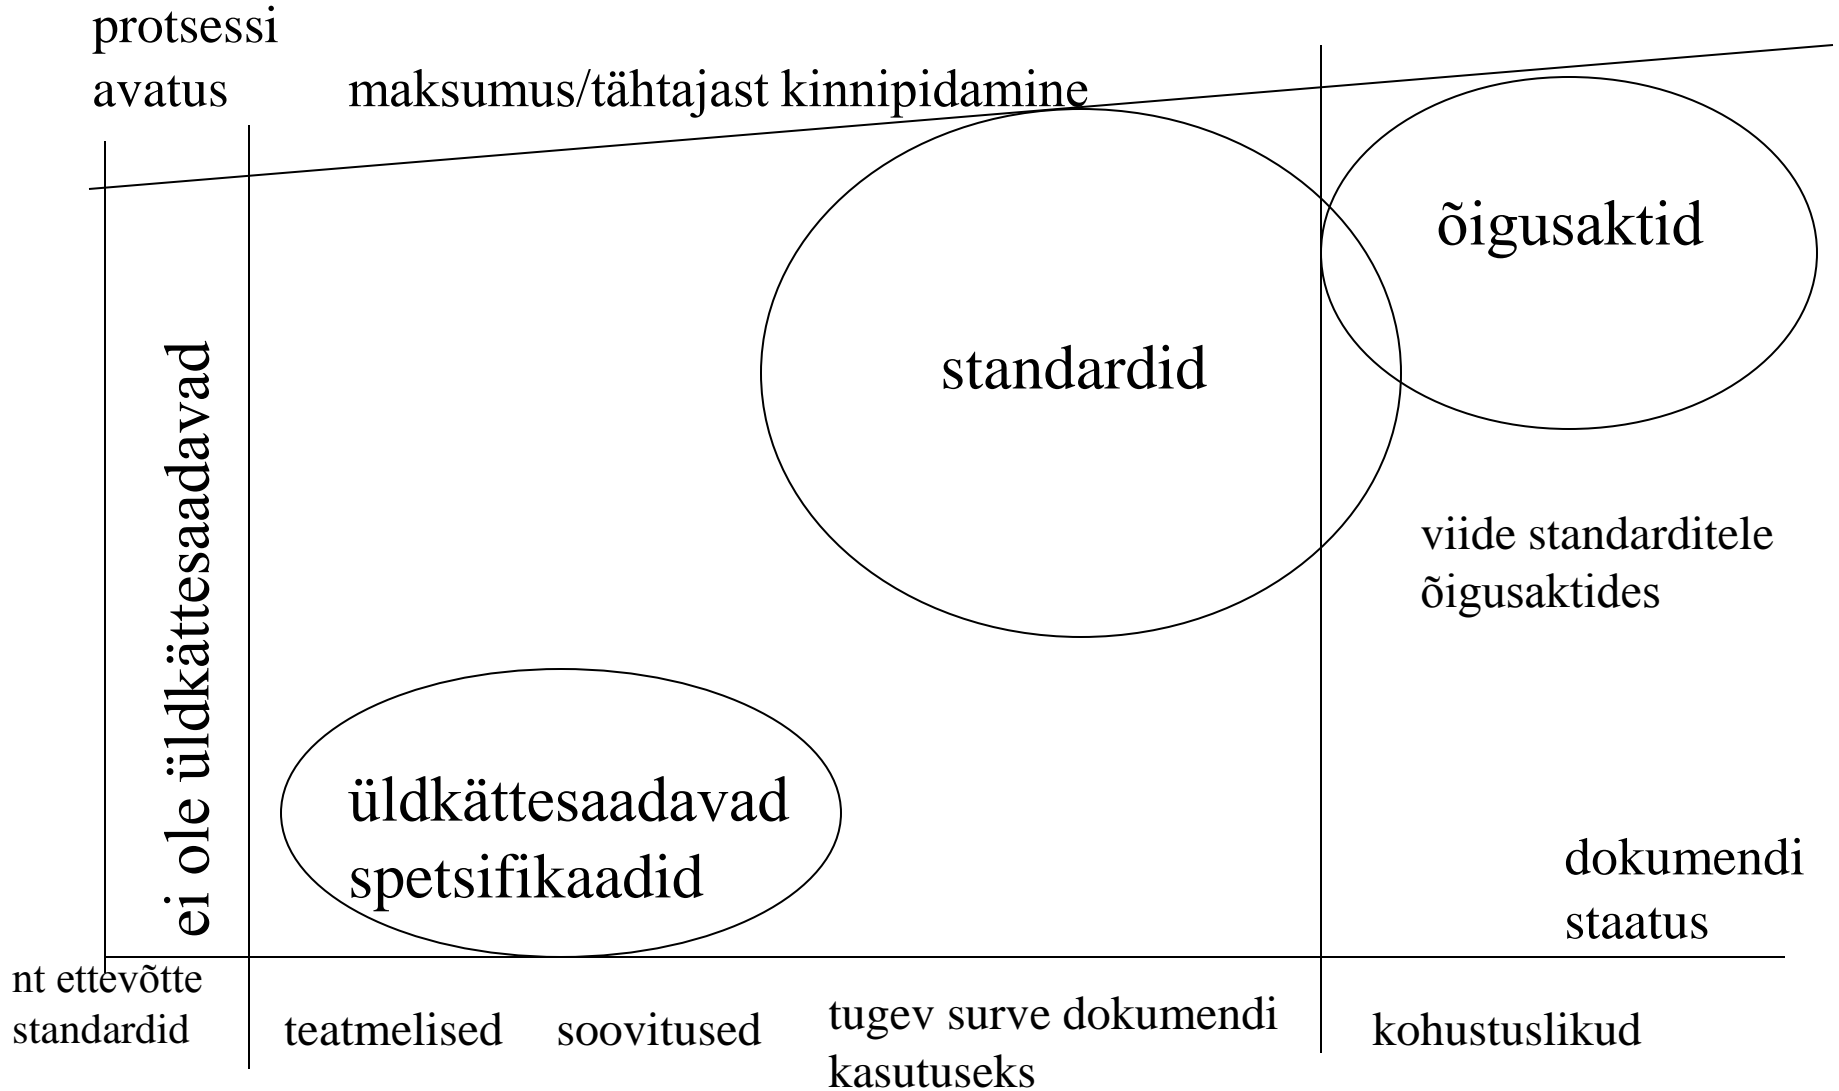 protsessi
avatus
maksumus/tähtajast kinnipidamine
õigusaktid
standardid
ei ole üldkättesaadavad
viide standarditele
õigusaktides
üldkättesaadavad
spetsifikaadid
dokumendi
staatus
nt ettevõtte
standardid
teatmelised
soovitused
tugev surve dokumendi
kasutuseks
kohustuslikud